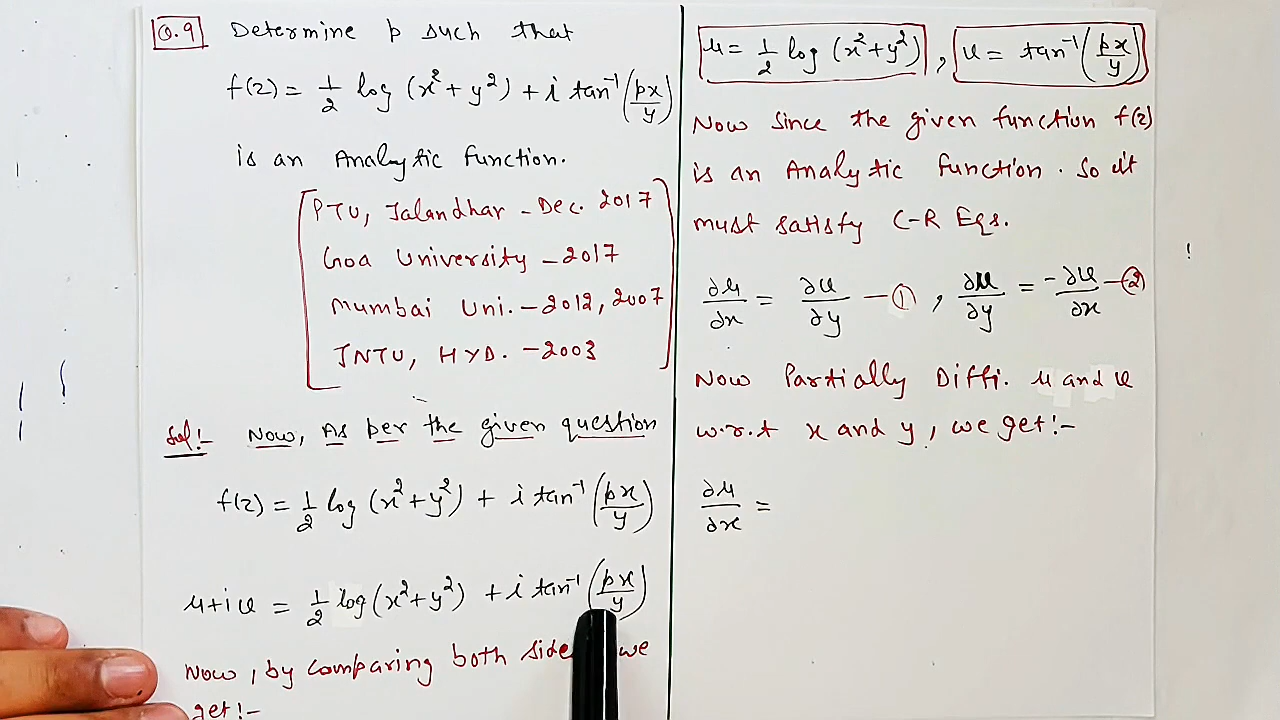 Q.9 Determine p such that
f(z) = 1/2 log (x² + y²) + i tan⁻¹ (px/y)
is an Analytic function.
[PTU, Jalandhar - Dec. 2017
Goa University - 2017
Mumbai Uni. - 2012, 2007
JNTU, HYD. - 2003]
Sol:- Now, As per the given question
f(z) = 1/2 log (x² + y²) + i tan⁻¹ (px/y)
u+iv = 1/2 log (x² + y²) + i tan⁻¹ (px/y)
Now, by comparing both side we
get:-
u = 1/2 log (x² + y²), v = tan⁻¹ (px/y)
Now since the given function f(z)
is an Analytic function. So it
must satisfy C-R Eqs.
∂u/∂x = ∂v/∂y - ①, ∂u/∂y = -∂v/∂x - ②
Now Partially Diffi. u and v
w.r.t x and y, we get:-
∂u/∂x =